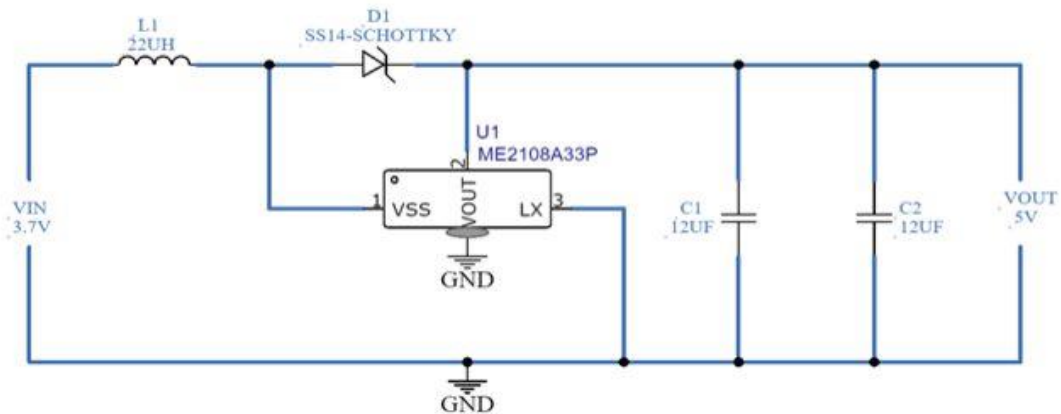 L1
22UH
D1
SS14-SCHOTTKY
U1
ME2108A33P
2
1
VSS
VOUT
LX
3
GND
VIN
3.7V
C1
12UF
C2
12UF
VOUT
5V
GND